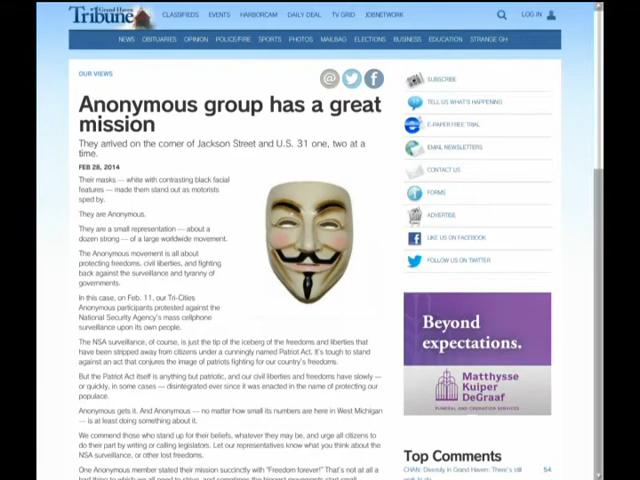 Grand Haven
Tribune
CLASSIFIEDS EVENTS HARBORCAM DAILY DEAL TV GRID JOBNETWORK LOG IN
NEWS OBITUARIES OPINION POLICE/FIRE SPORTS PHOTOS MAILBAG ELECTIONS BUSINESS EDUCATION STRANGE GH
OUR VIEWS
@
Anonymous group has a great
mission
They arrived on the corner of Jackson Street and U.S. 31 one, two at a
time.
FEB 28, 2014
Their masks — white with contrasting black facial
features — made them stand out as motorists
sped by.
They are Anonymous.
They are a small representation — about a
dozen strong — of a large worldwide movement.
The Anonymous movement is all about
protecting freedoms, civil liberties, and fighting
back against the surveillance and tyranny of
governments.
In this case, on Feb. 11, our Tri-Cities
Anonymous participants protested against the
National Security Agency's mass cellphone
surveillance upon its own people.
The NSA surveillance, of course, is just the tip of the iceberg of the freedoms and liberties that
have been stripped away from citizens under a cunningly named Patriot Act. It's tough to stand
against an act that conjures the image of patriots fighting for our country's freedoms.
But the Patriot Act itself is anything but patriotic, and our civil liberties and freedoms have slowly —
or quickly, in some cases — disintegrated ever since it was enacted in the name of protecting our
populace.
Anonymous gets it. And Anonymous — no matter how small its numbers are here in West Michigan
— is at least doing something about it.
We commend those who stand up for their beliefs, whatever they may be, and urge all citizens to
do their part by writing or calling legislators. Let our representatives know what you think about the
NSA surveillance, or other lost freedoms.
One Anonymous member stated their mission succinctly with "Freedom forever!" That's not at all a
bad thing to which we all need to strive, and sometimes the biggest movements start small.
SUBSCRIBE
TELL US WHAT'S HAPPENING
E-PAPER FREE TRIAL
EMAIL NEWSLETTERS
CONTACT US
FORMS
ADVERTISE
LIKE US ON FACEBOOK
FOLLOW US ON TWITTER
Beyond
expectations.
Matthysse
Kuiper
DeGraaf
FUNERAL AND CREMATION SERVICES
Top Comments
CHAN: Diversity in Grand Haven: There's still 54